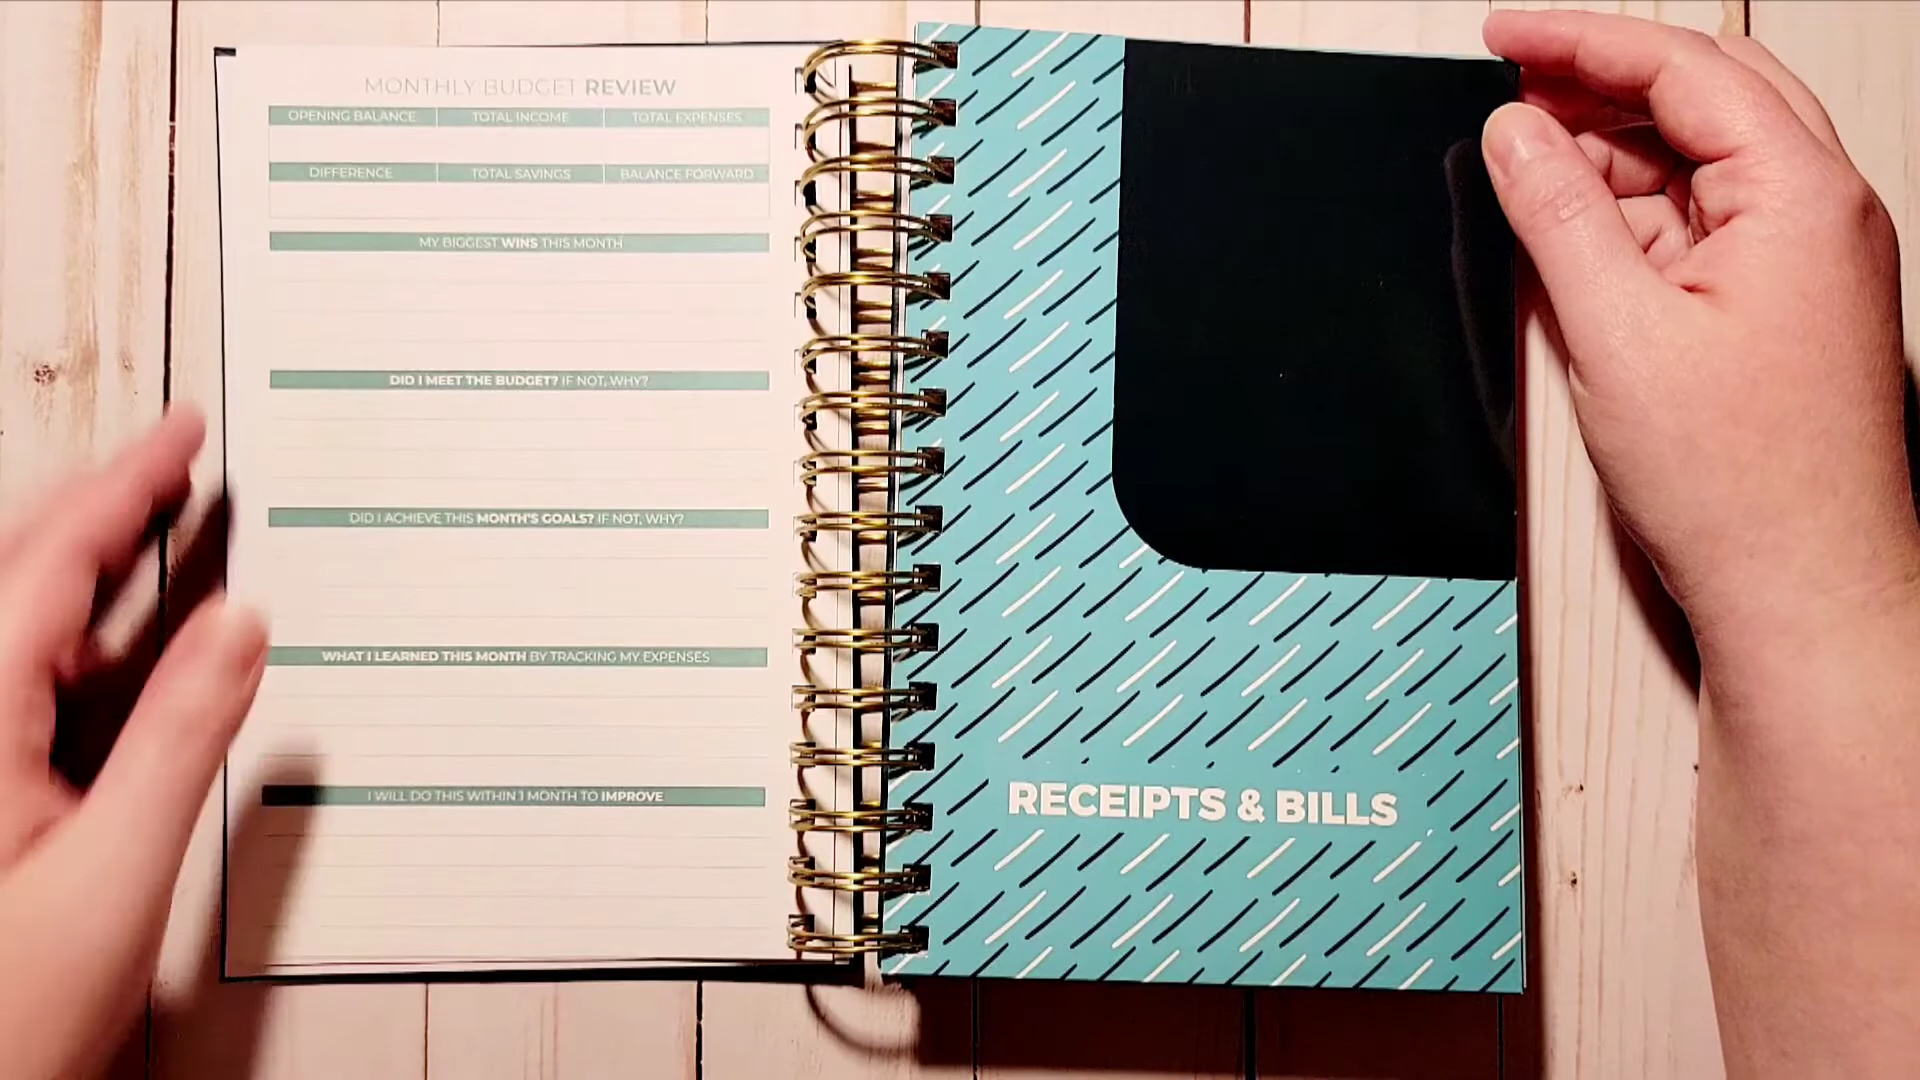 MONTHLY BUDGET REVIEW
OPENING BALANCE TOTAL INCOME TOTAL EXPENSES
DIFFERENCE TOTAL SAVINGS BALANCE FORWARD
MY BIGGEST WINS THIS MONTH
DID I MEET THE BUDGET? IF NOT, WHY?
DID I ACHIEVE THIS MONTH'S GOALS? IF NOT, WHY?
WHAT I LEARNED THIS MONTH BY TRACKING MY EXPENSES
I WILL DO THIS WITHIN 1 MONTH TO IMPROVE
RECEIPTS & BILLS